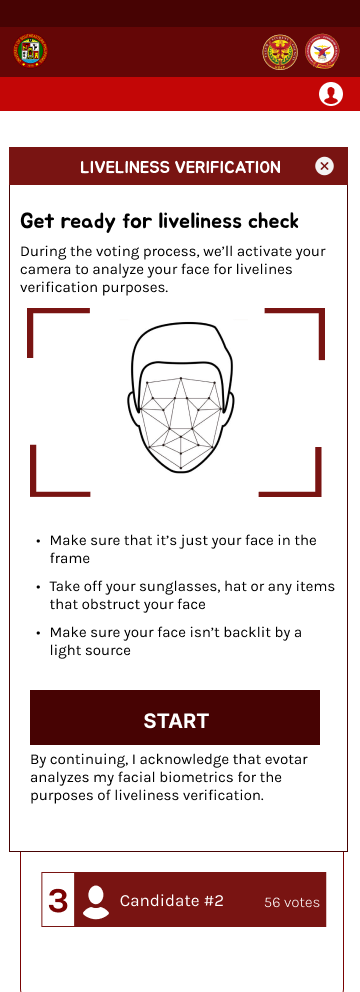 LIVELINESS VERIFICATION
Get ready for liveliness check
During the voting process, we'll activate your
camera to analyze your face for livelines
verification purposes.
• Make sure that it's just your face in the
frame
• Take off your sunglasses, hat or any items
that obstruct your face
• Make sure your face isn't backlit by a
light source
START
By continuing, I acknowledge that evotar
analyzes my facial biometrics for the
purposes of liveliness verification.
3 Candidate #2 56 votes